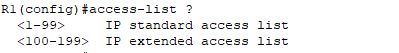 R1(config)#access-list ?
  <1-99>     IP standard access list
  <100-199>  IP extended access list